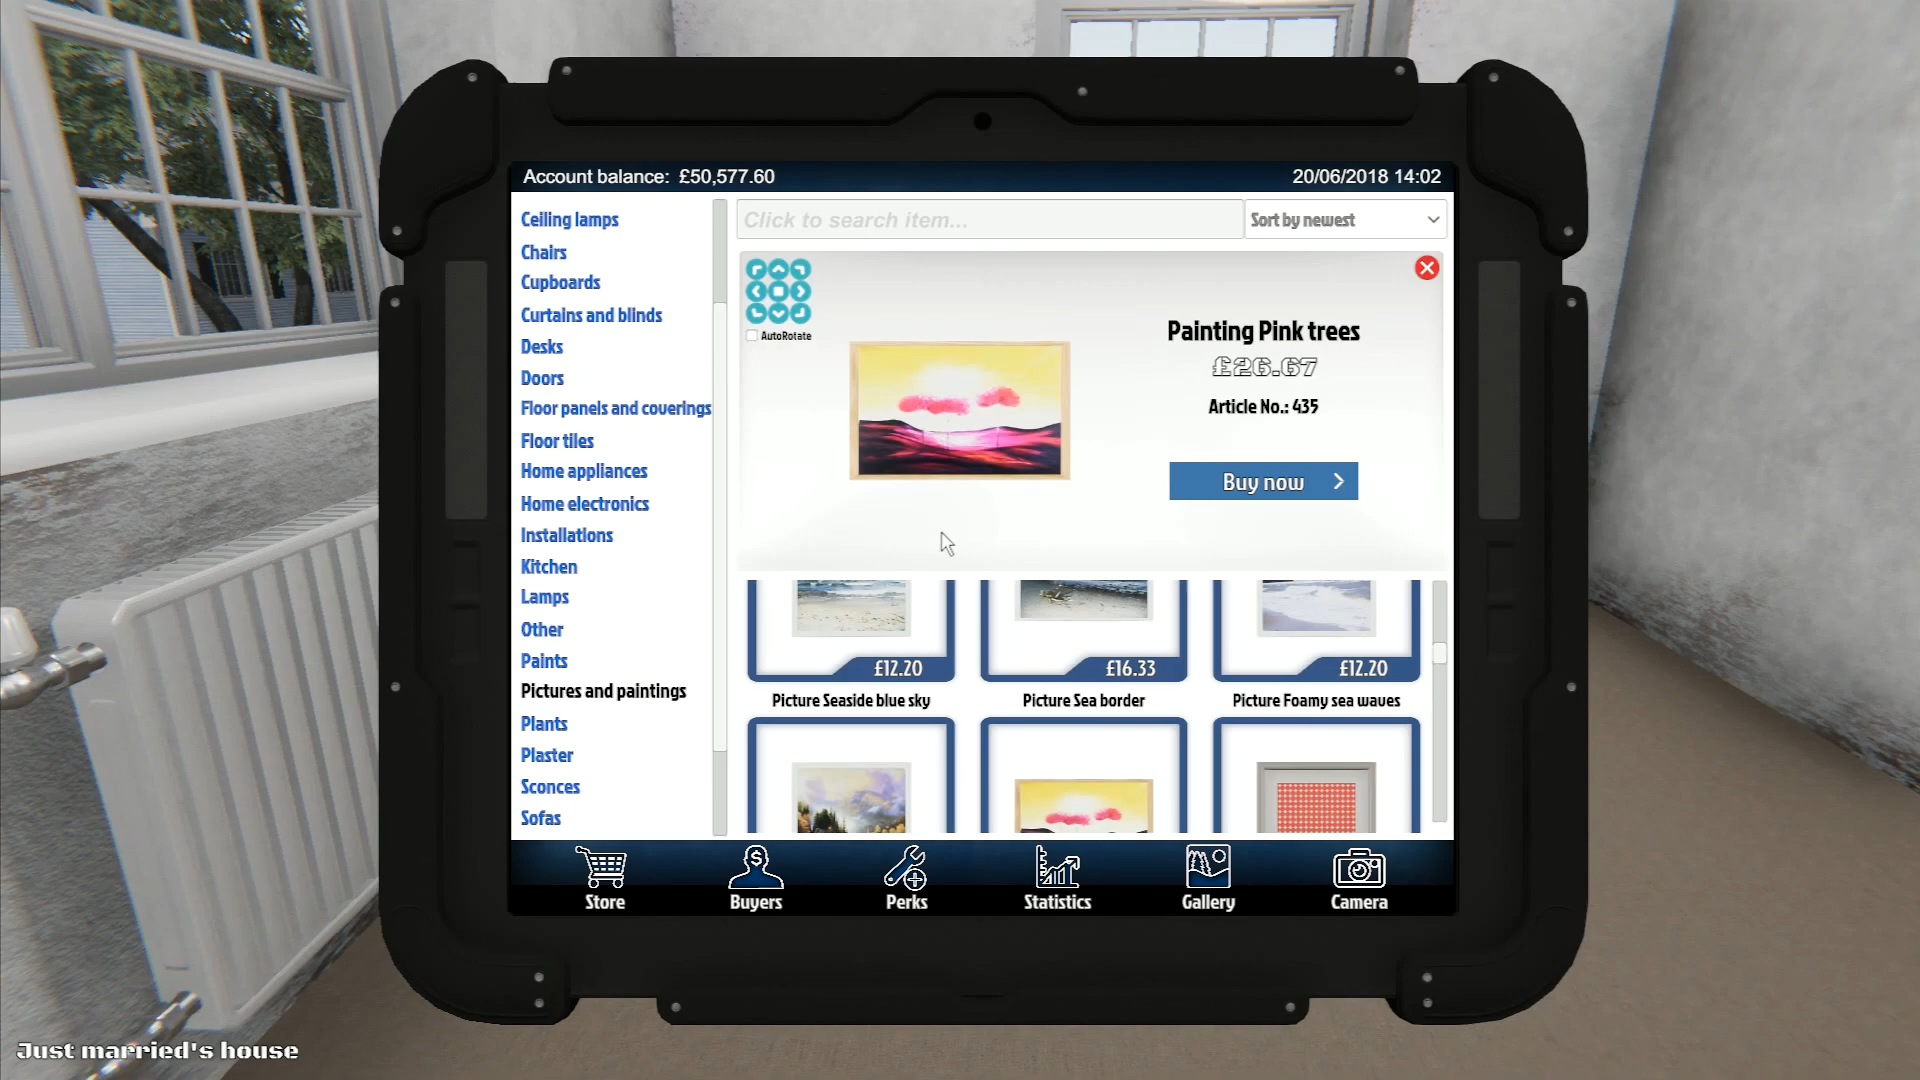 Account balance: £50,577.60
20/06/2018 14:02
Ceiling lamps
Chairs
Cupboards
Curtains and blinds
Desks
Doors
Floor panels and coverings
Floor tiles
Home appliances
Home electronics
Installations
Kitchen
Lamps
Other
Paints
Pictures and paintings
Plants
Plaster
Sconces
Sofas
Click to search item...
Sort by newest
AutoRotate
Painting Pink trees
£26.67
Article No.: 435
Buy now
£12.20
£16.33
£12.20
Picture Seaside blue sky
Picture Sea border
Picture Foamy sea waves
Store
Buyers
Perks
Statistics
Gallery
Camera
Just married's house